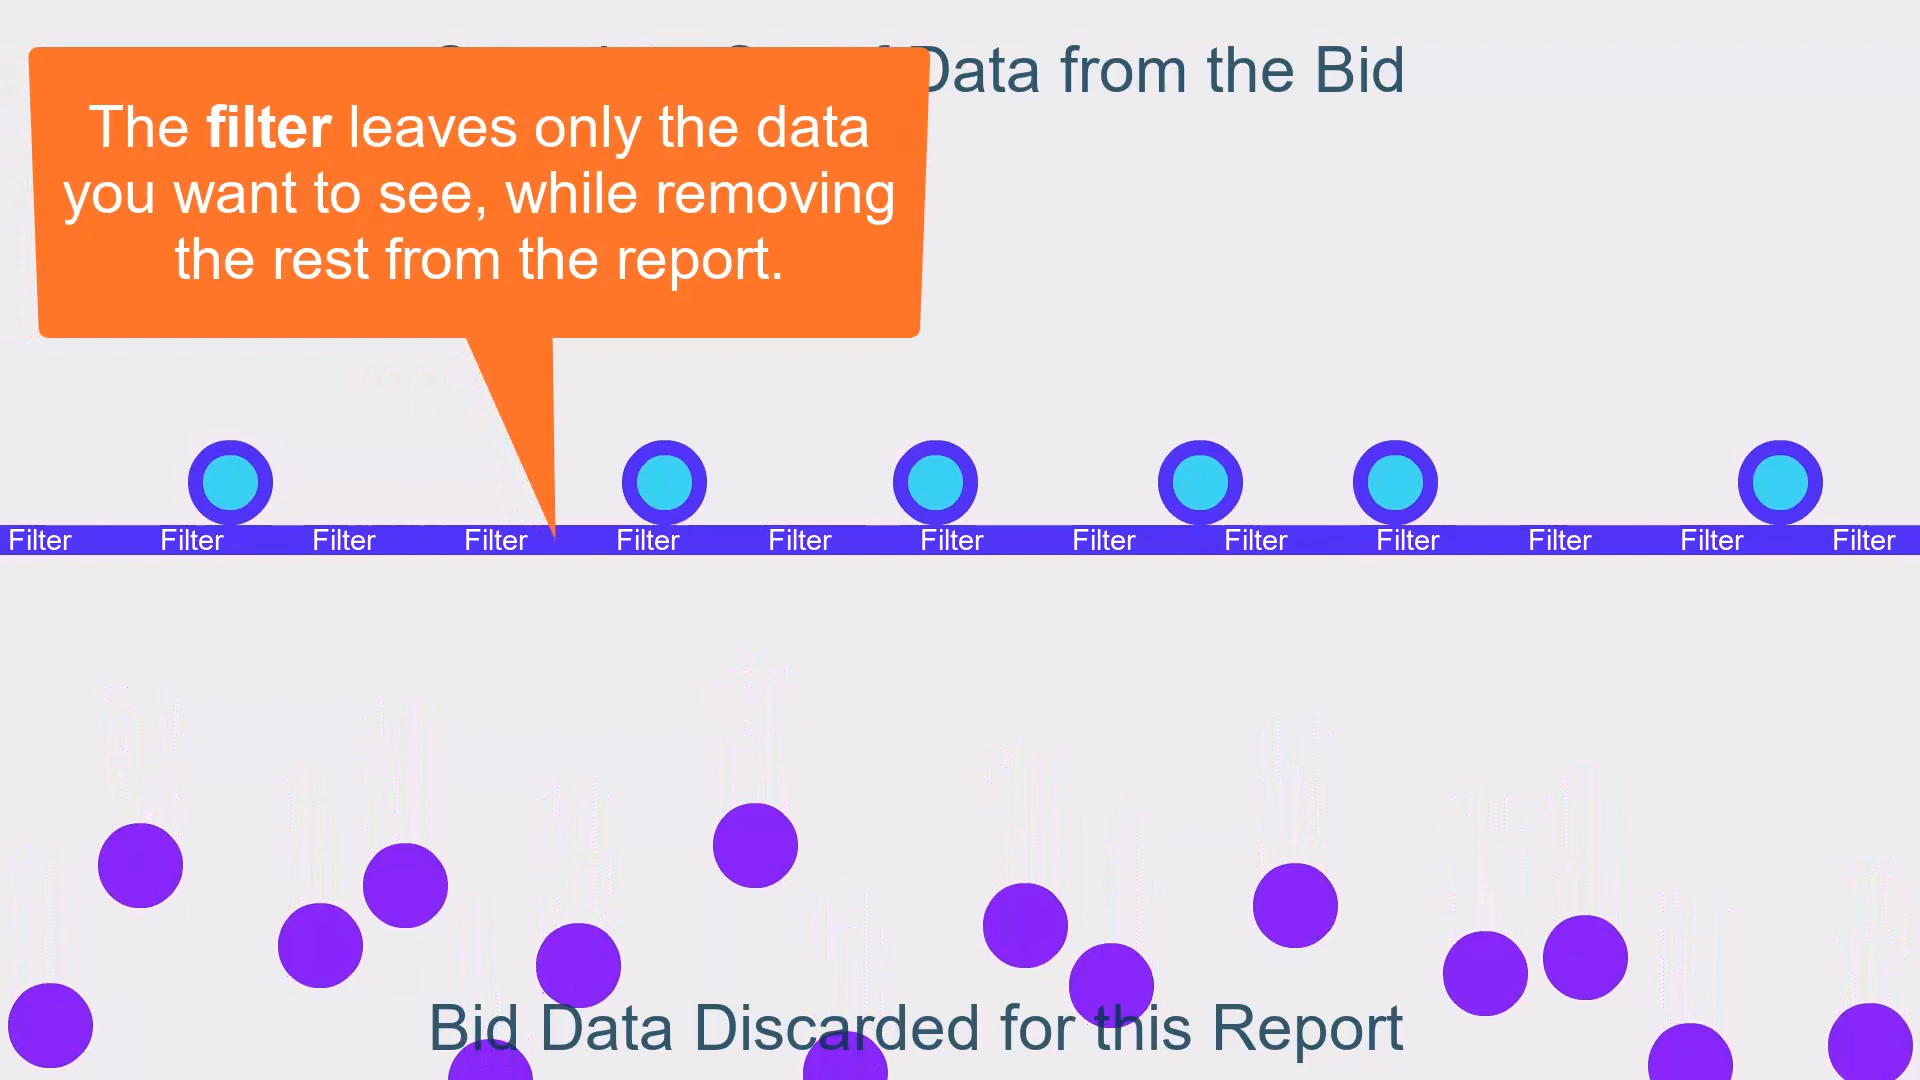 Data from the Bid
The filter leaves only the data
you want to see, while removing
the rest from the report.
Filter Filter Filter Filter Filter Filter Filter Filter Filter Filter Filter Filter Filter
Bid Data Discarded for this Report